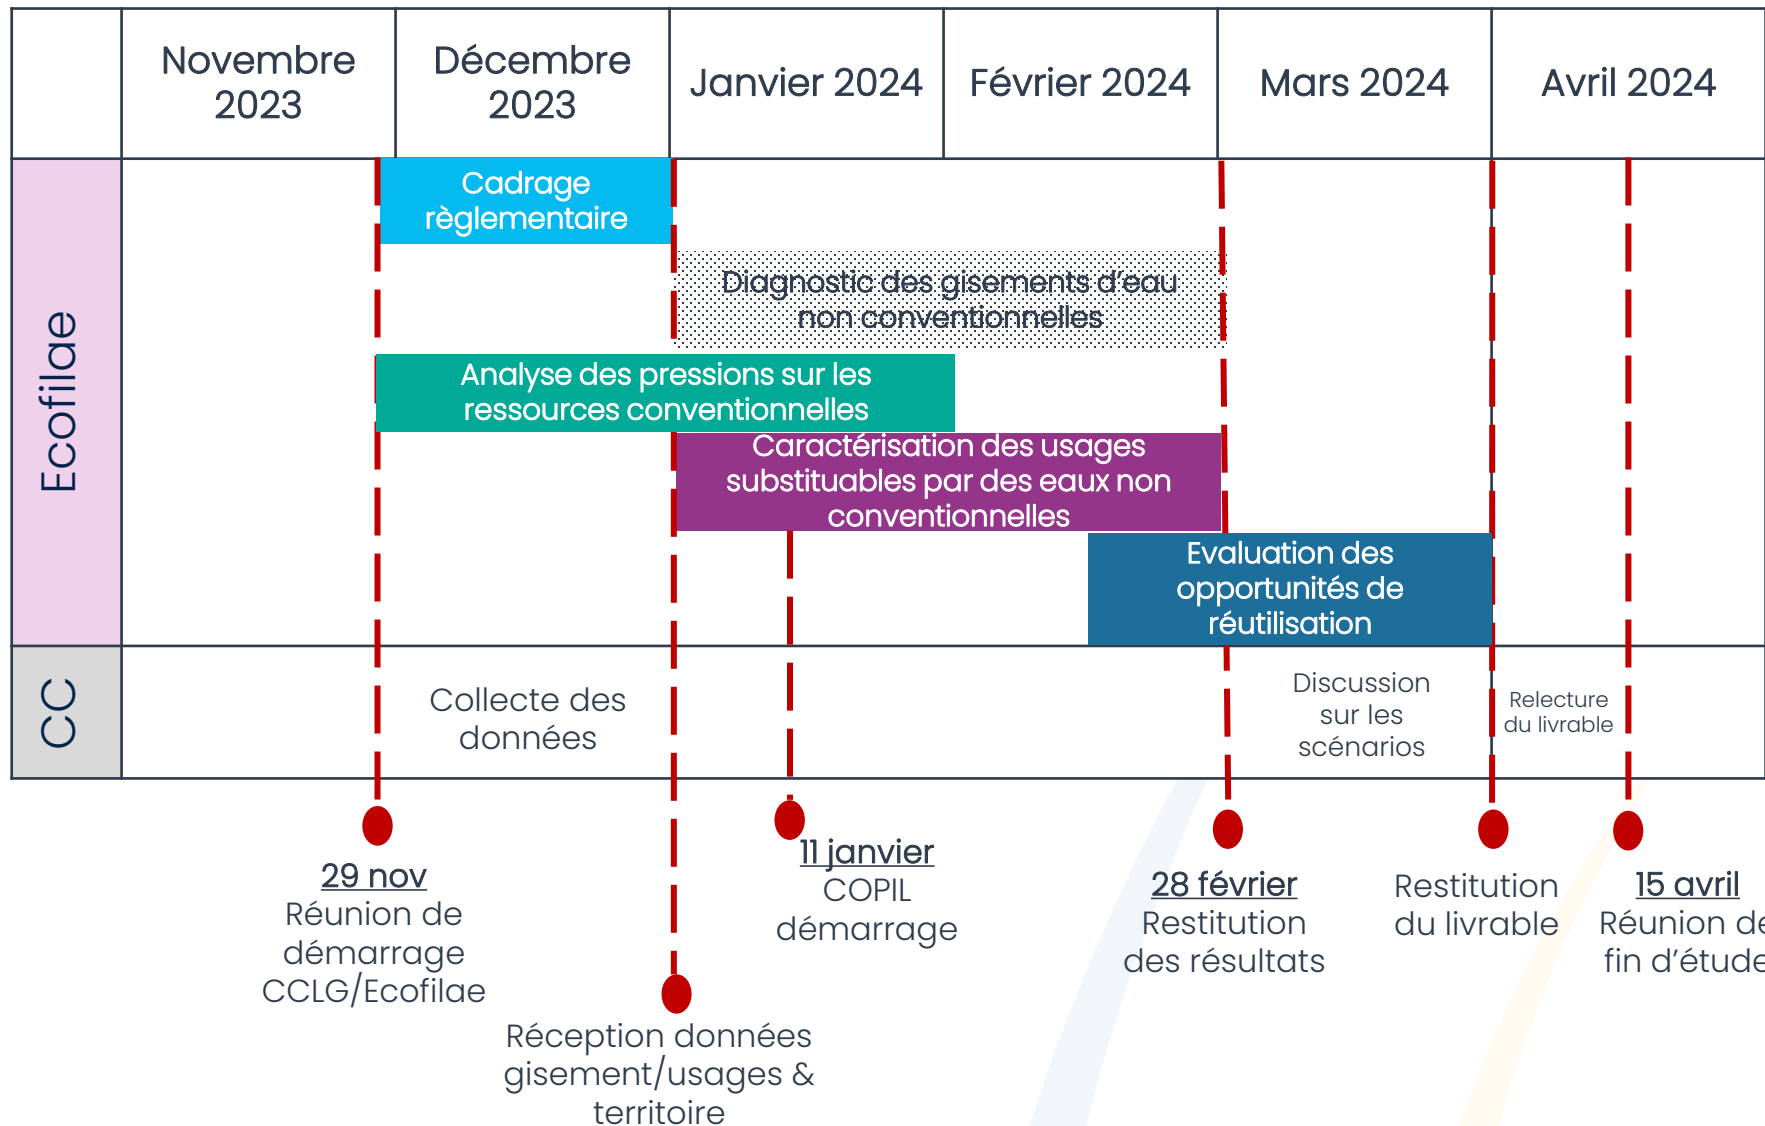 Novembre
2023
Décembre
2023
Janvier 2024
Février 2024
Mars 2024
Avril 2024
Ecofilae
Cadrage
règlementaire
Diagnostic des gisements d'eau
non conventionnelles
Analyse des pressions sur les
ressources conventionnelles
Caractérisation des usages
substituables par des eaux non
conventionnelles
Evaluation des
opportunités de
réutilisation
CC
Collecte des
données
Discussion
sur les
scénarios
Relecture
du livrable
29 nov
Réunion de
démarrage
CCLG/Ecofilae
Réception données
gisement/usages &
territoire
11 janvier
COPIL
démarrage
28 février
Restitution
des résultats
Restitution
du livrable
15 avril
Réunion de
fin d'étude